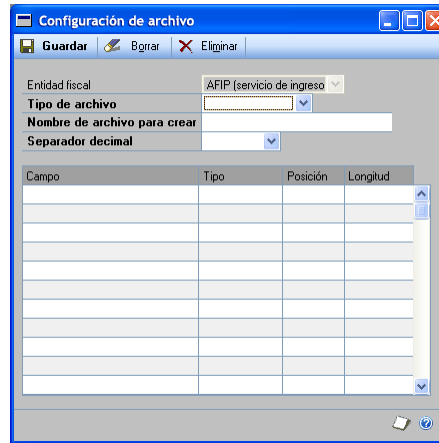 Configuración de archivo
Guardar Borrar Eliminar
Entidad fiscal AFIP (servicio de ingreso
Tipo de archivo
Nombre de archivo para crear
Separador decimal
Campo Tipo Posición Longitud